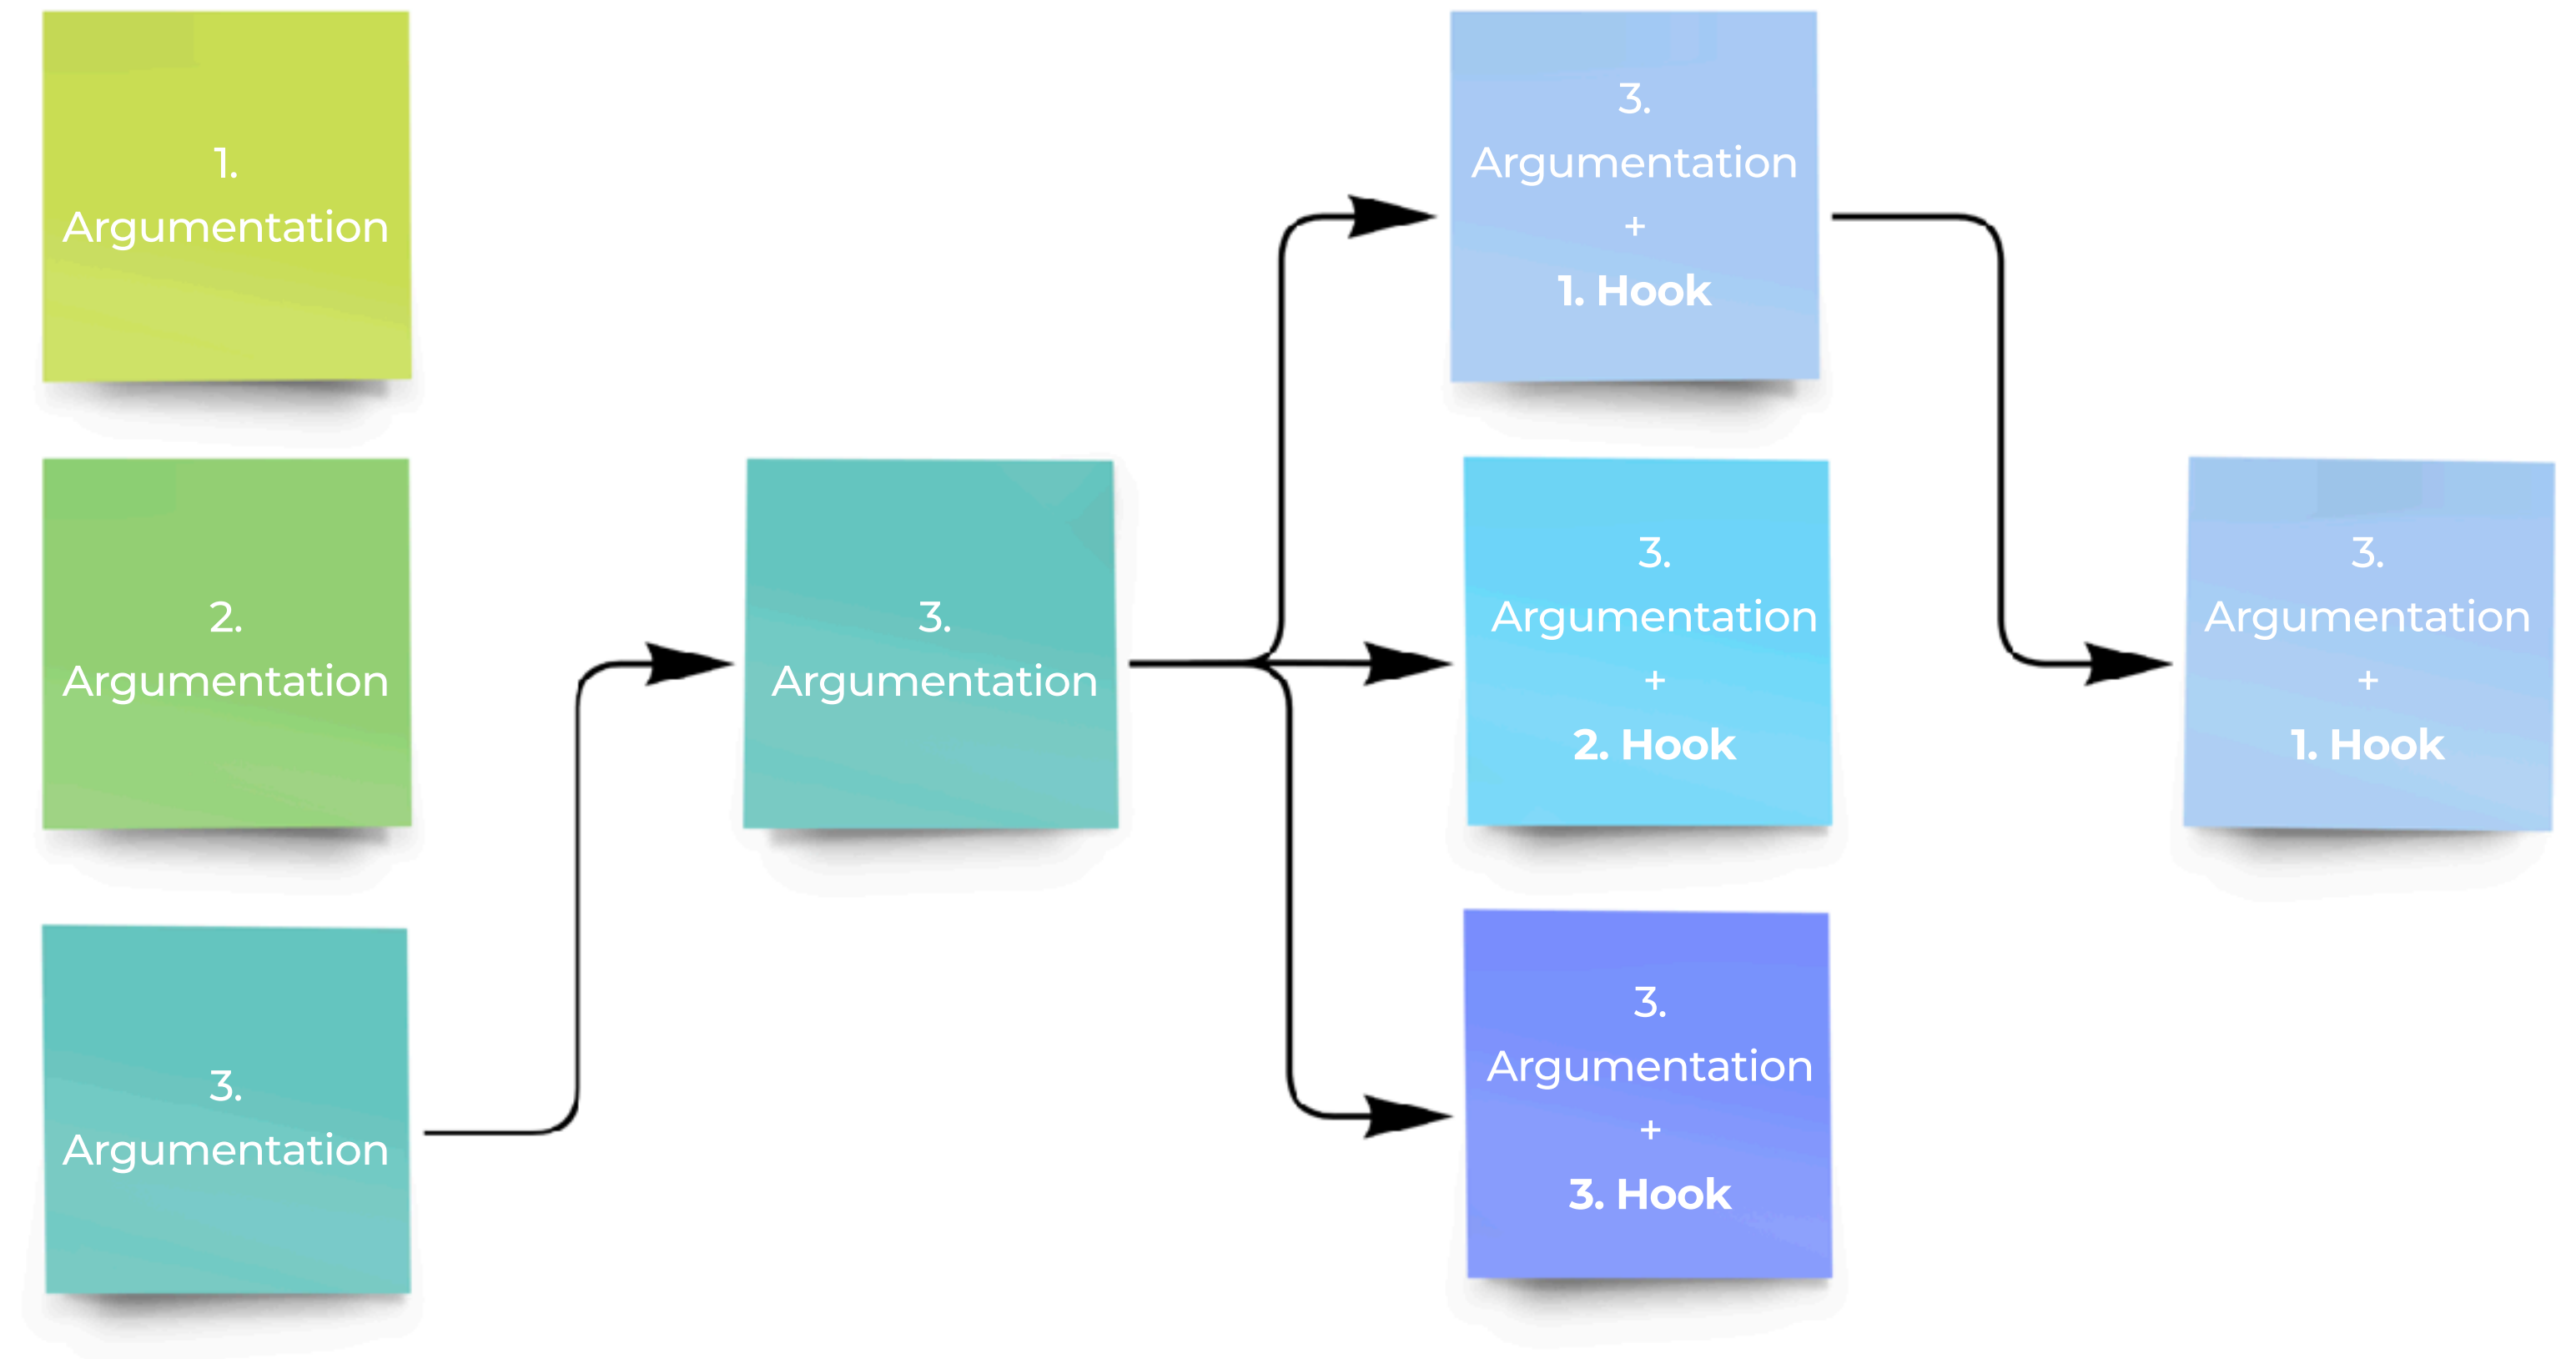 1.
Argumentation
2.
Argumentation
3.
Argumentation
3.
Argumentation
3.
Argumentation
+
1. Hook
3.
Argumentation
+
2. Hook
3.
Argumentation
+
3. Hook
3.
Argumentation
+
1. Hook